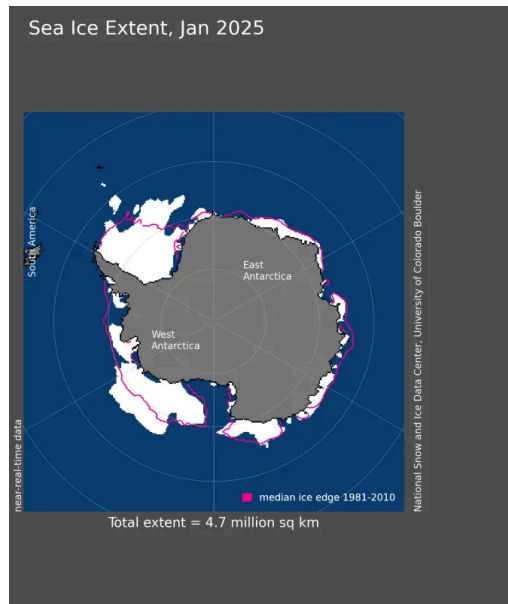 Sea Ice Extent, Jan 2025
South America
East
Antarctica
West
Antarctica
near-real-time data
National Snow and Ice Data Center, University of Colorado Boulder
median ice edge 1981-2010
Total extent = 4.7 million sq km